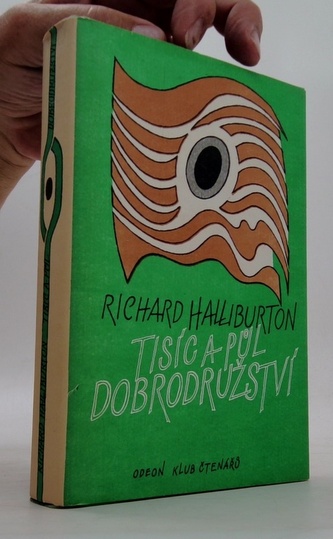 RICHARD HALLIBURTON
TISÍC A PŮL
DOBRODRUŽSTVÍ
ODEON KLUB ČTENÁŘŮ